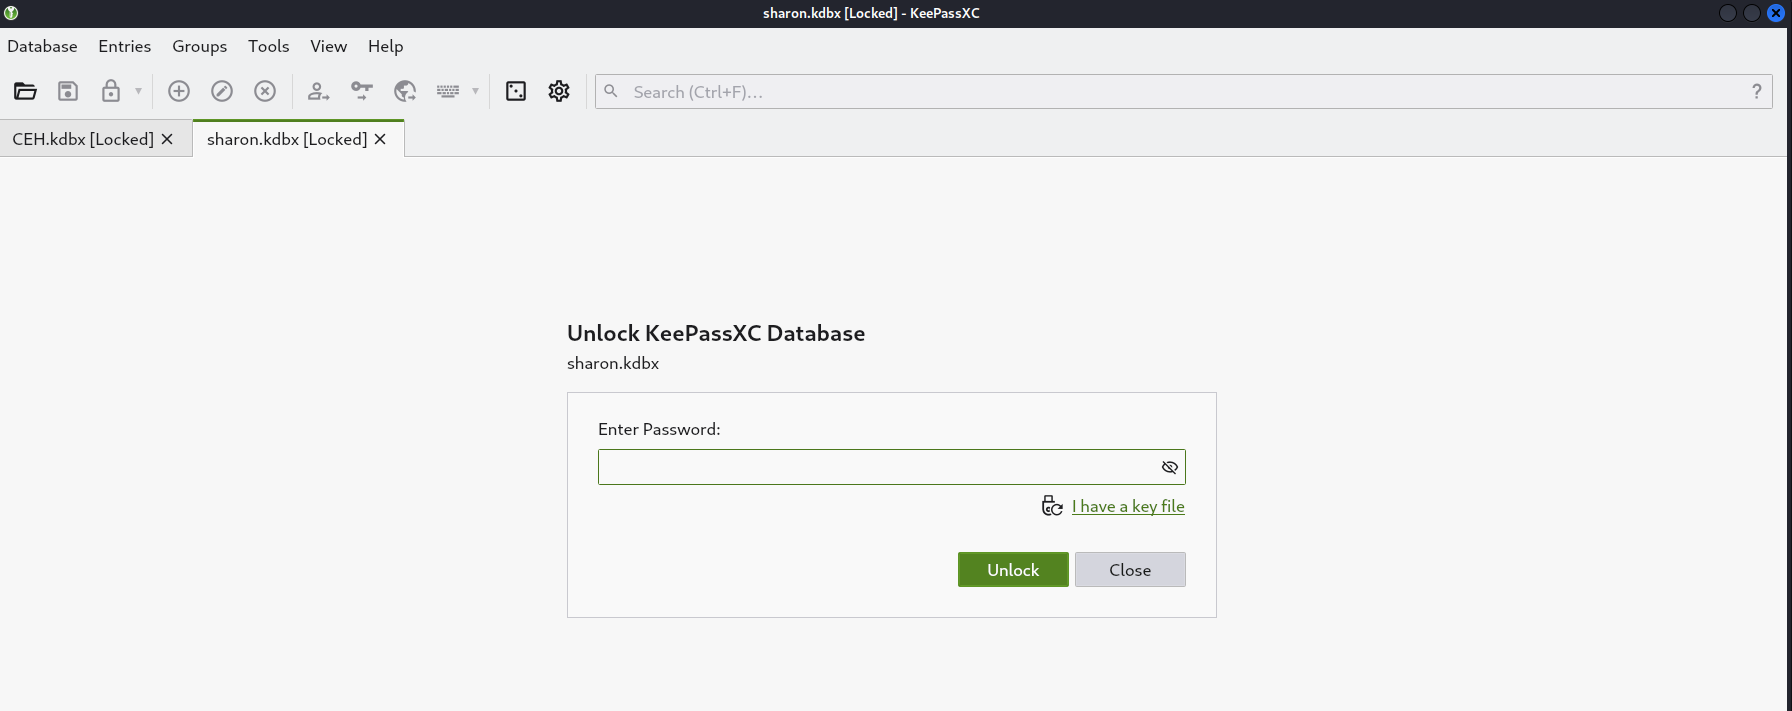 sharon.kdbx [Locked] - KeePassXC
Database Entries Groups Tools View Help
Search (Ctrl+F)... ?
CEH.kdbx [Locked] sharon.kdbx [Locked]
Unlock KeePassXC Database
sharon.kdbx
Enter Password:
I have a key file
Unlock Close